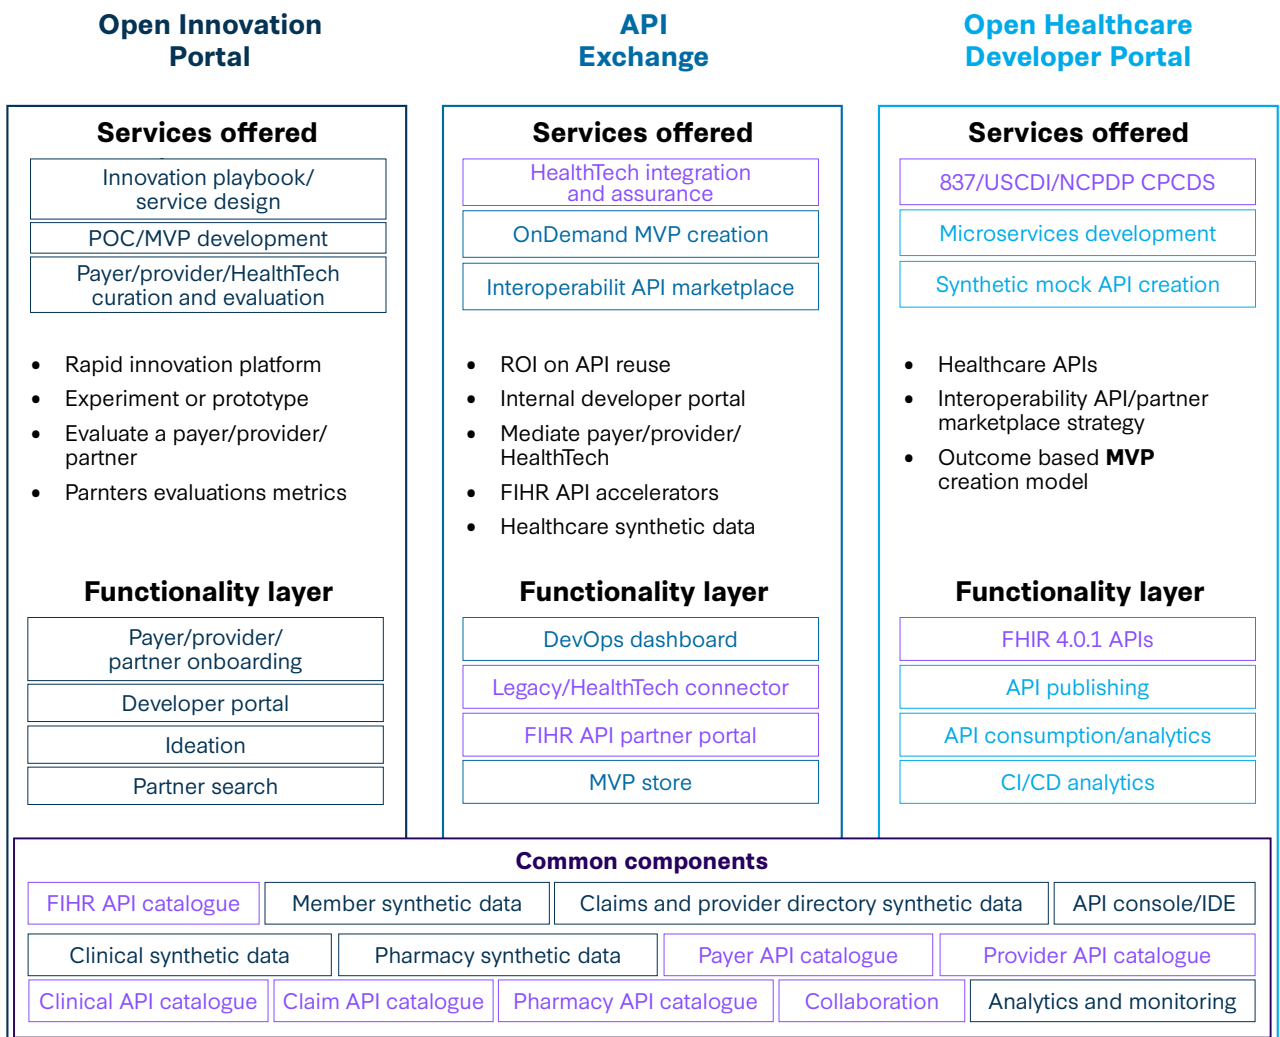 Open Innovation
Portal
Services offered
Innovation playbook/
service design
POC/MVP development
Payer/provider/HealthTech
curation and evaluation
• Rapid innovation platform
• Experiment or prototype
• Evaluate a payer/provider/
partner
• Parnters evaluations metrics
Functionality layer
Payer/provider/
partner onboarding
Developer portal
Ideation
Partner search
API
Exchange
Services offered
HealthTech integration
and assurance
OnDemand MVP creation
Interoperabilit API marketplace
• ROI on API reuse
• Internal developer portal
• Mediate payer/provider/
HealthTech
• FIHR API accelerators
• Healthcare synthetic data
Functionality layer
DevOps dashboard
Legacy/HealthTech connector
FIHR API partner portal
MVP store
Open Healthcare
Developer Portal
Services offered
837/USCDI/NCPDP CPCDS
Microservices development
Synthetic mock API creation
• Healthcare APIs
• Interoperability API/partner
marketplace strategy
• Outcome based MVP
creation model
Functionality layer
FHIR 4.0.1 APIs
API publishing
API consumption/analytics
CI/CD analytics
Common components
FIHR API catalogue
Member synthetic data
Claims and provider directory synthetic data
API console/IDE
Clinical synthetic data
Pharmacy synthetic data
Payer API catalogue
Provider API catalogue
Clinical API catalogue
Claim API catalogue
Pharmacy API catalogue
Collaboration
Analytics and monitoring